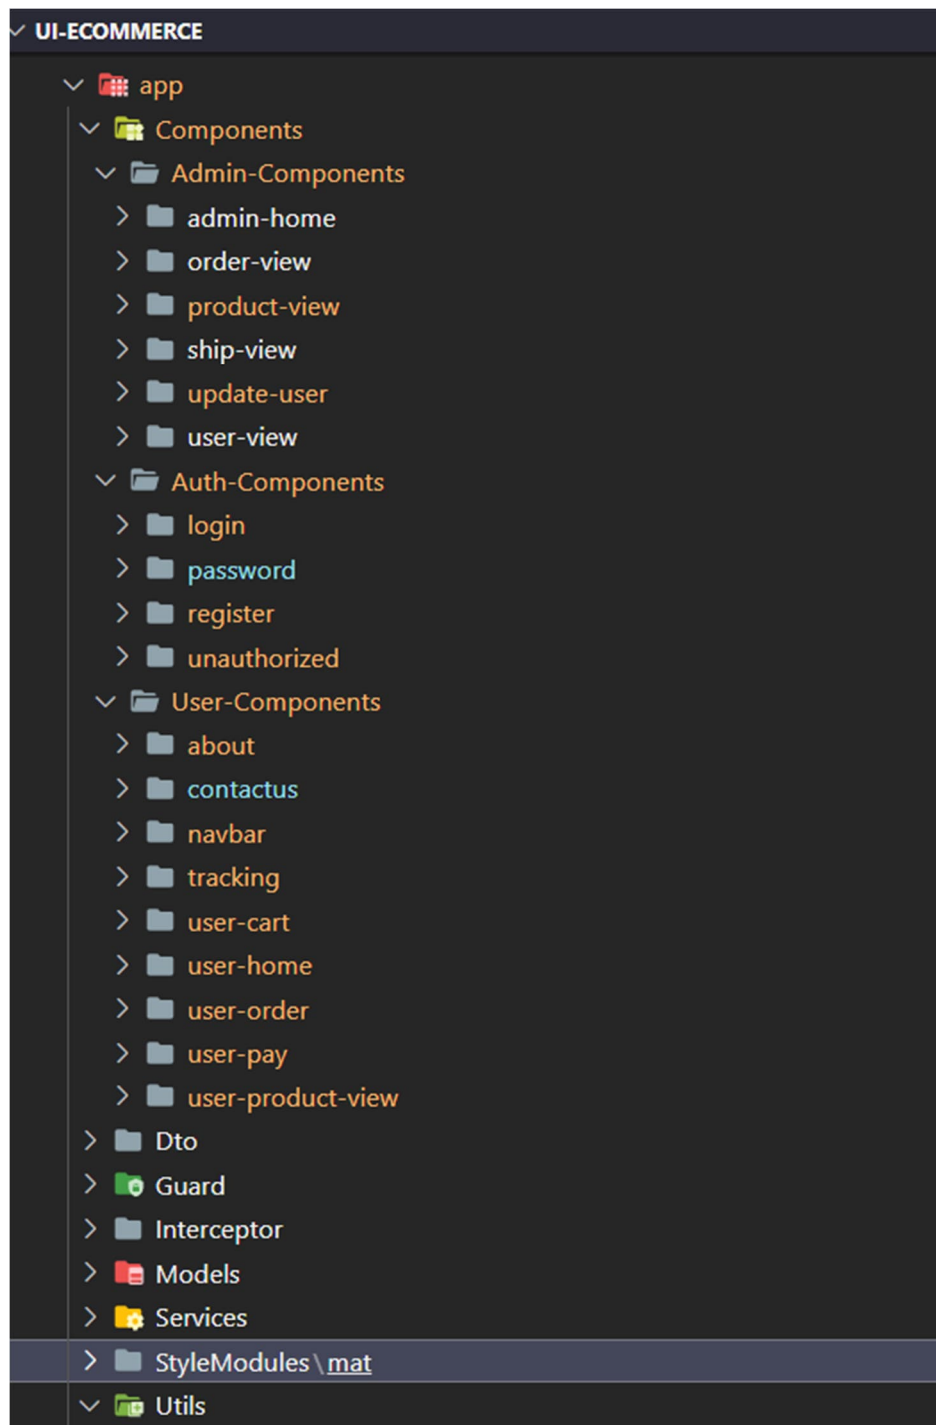 UI-ECOMMERCE
app
Components
Admin-Components
admin-home
order-view
product-view
ship-view
update-user
user-view
Auth-Components
login
password
register
unauthorized
User-Components
about
contactus
navbar
tracking
user-cart
user-home
user-order
user-pay
user-product-view
Dto
Guard
Interceptor
Models
Services
StyleModules\mat
Utils